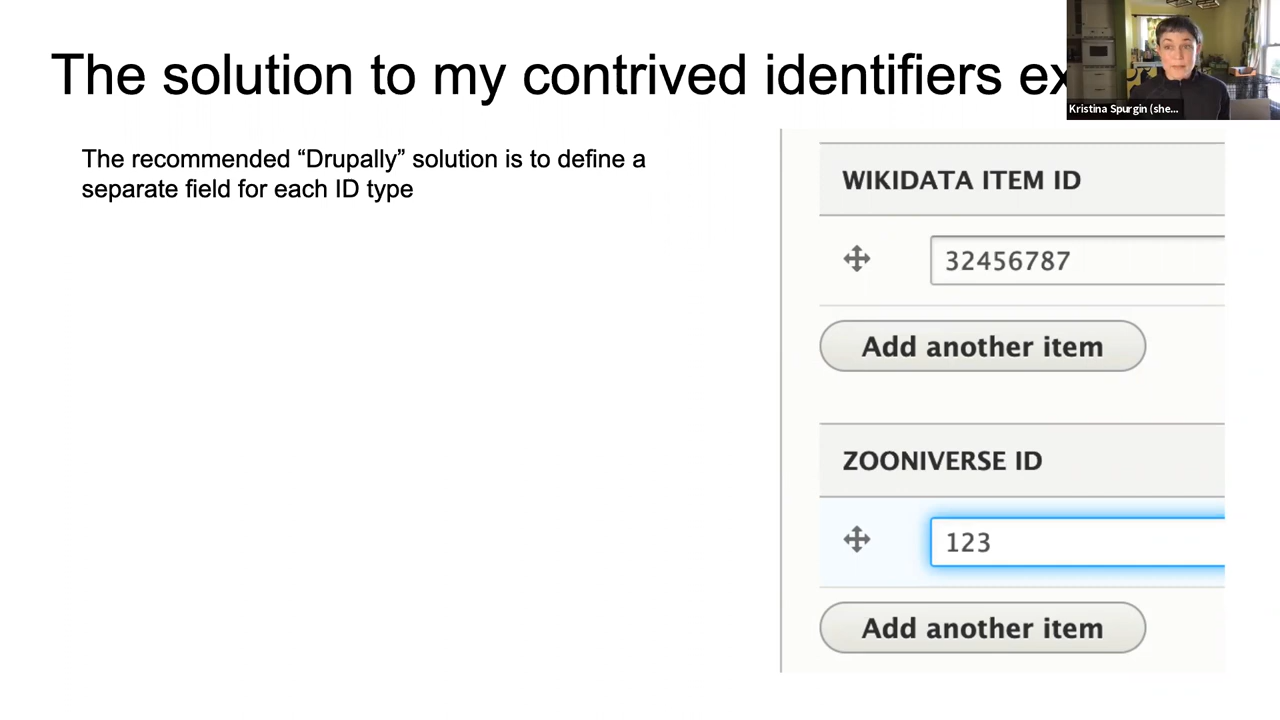 The solution to my contrived identifiers ex
Kristina Spurgin (she...
The recommended “Drupally” solution is to define a
separate field for each ID type
WIKIDATA ITEM ID
32456787
Add another item
ZOONIVERSE ID
123
Add another item